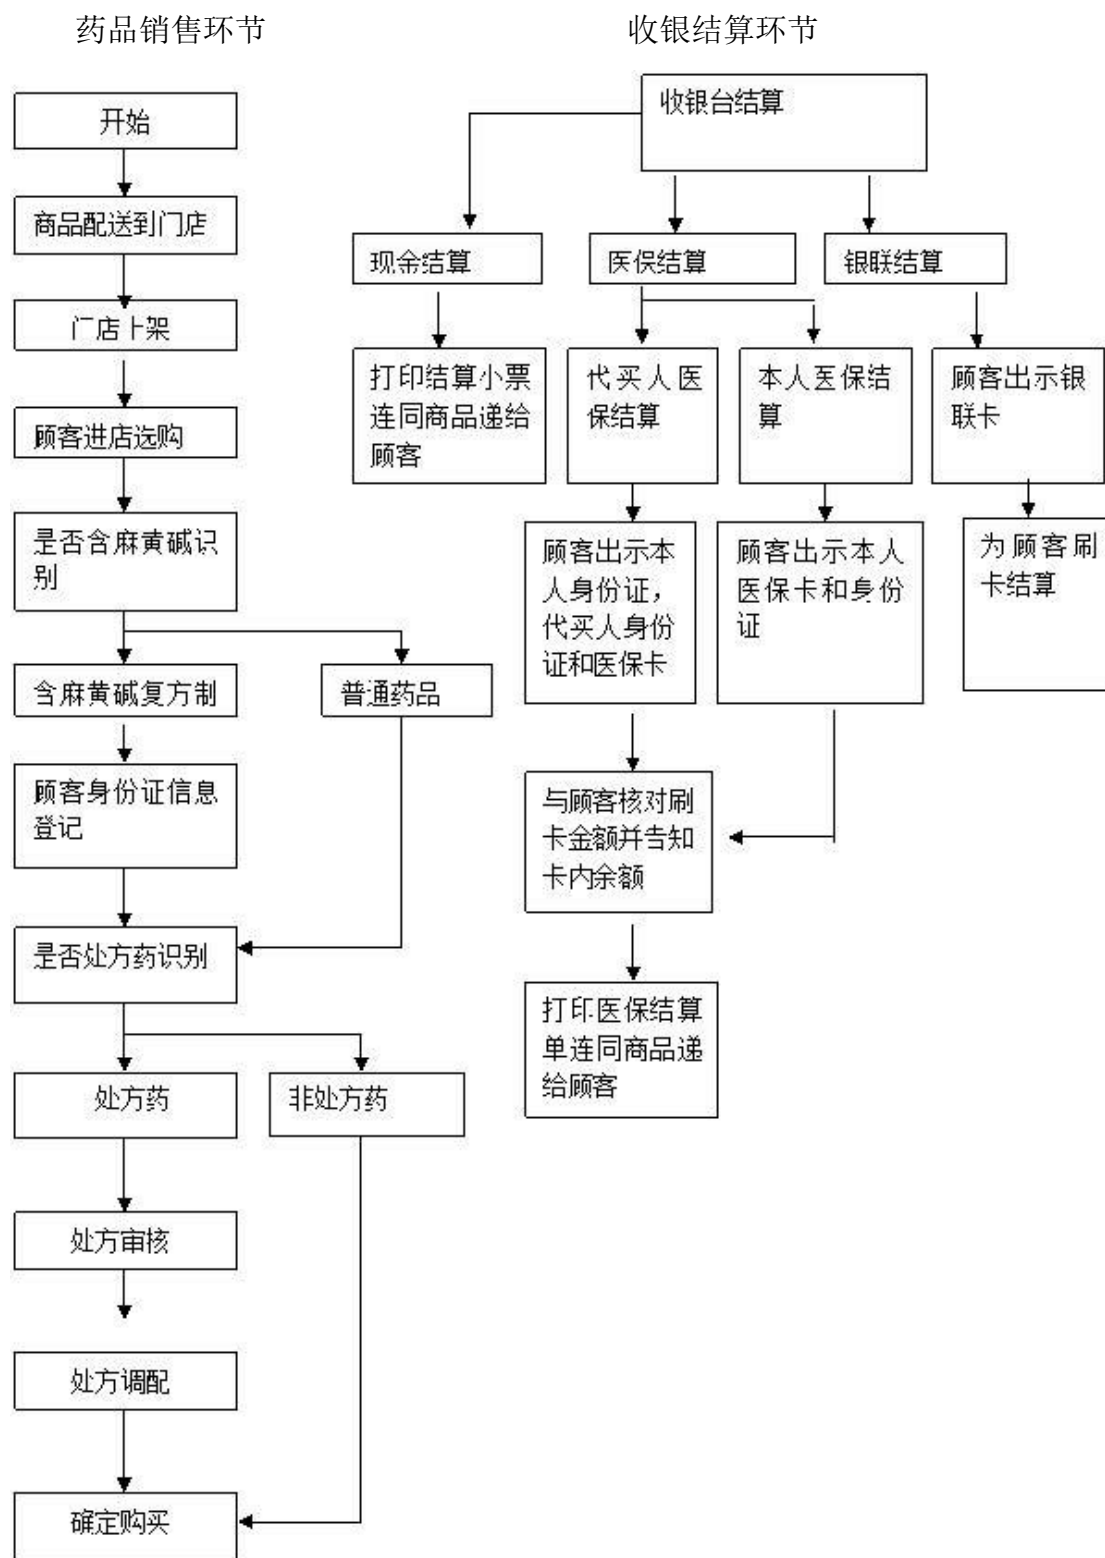 药品销售环节
收银结算环节
开始
商品配送到门店
门店上架
顾客进店选购
是否含麻黄碱识
别
含麻黄碱复方制
普通药品
顾客身份证信息
登记
是否处方药识别
处方药
非处方药
处方审核
处方调配
确定购买
收银台结算
现金结算
医保结算
银联结算
打印结算小票
连同商品递给
顾客
代买人医
保结算
本人医保结
算
顾客出示银
联卡
顾客出示本
人身份证，
代买人身份
证和医保卡
顾客出示本人
医保卡和身份
证
为顾客刷
卡结算
与顾客核对刷
卡金额并告知
卡内余额
打印医保结算
单连同商品递
给顾客